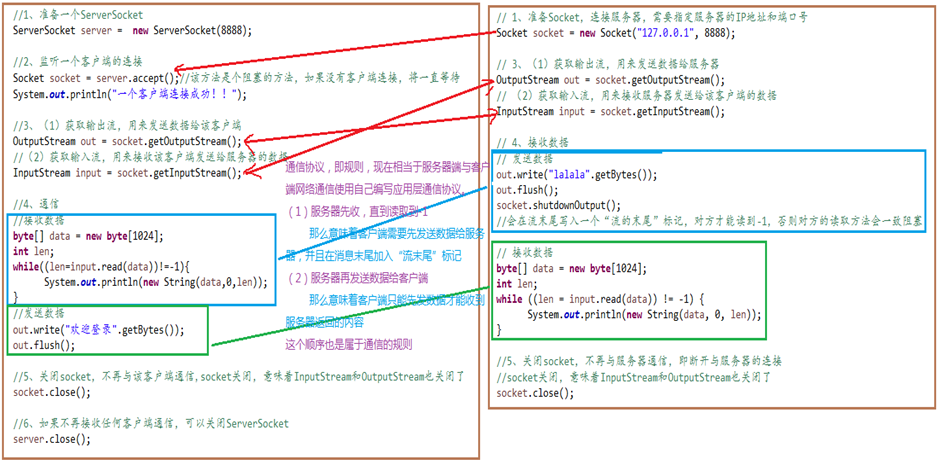 //1、准备一个ServerSocket
ServerSocket server =  new ServerSocket(8888);
//2、监听一个客户端的连接
Socket socket = server.accept();//该方法是个阻塞的方法，如果没有客户端连接，将一直等待
System.out.println("一个客户端连接成功！！");
//3、（1）获取输出流，用来发送数据给该客户端
OutputStream out = socket.getOutputStream();
//（2）获取输入流，用来接收该客户端发送给服务器的数据
InputStream input = socket.getInputStream();
//4、通信
//接收数据
byte[] data = new byte[1024];
int len;
while((len=input.read(data))!=-1){
System.out.println(new String(data,0,len));
}
//发送数据
out.write("欢迎登录".getBytes());
out.flush();
//5、关闭socket，不再与该客户端通信,socket关闭，意味着InputStream和OutputStream也关闭了
socket.close();
//6、如果不再接收任何客户端通信，可以关闭ServerSocket
server.close();
通信协议，即规则，现在相当于服务器端与客户
端网络通信使用自己编写应用层通信协议。
（1）服务器先收，直到读取到-1
那么意味着客户端需要先发送数据给服务
器，并且在消息末尾加入“流末尾”标记
（2）服务器再发送数据给客户端
那么意味着客户端只能先发数据才能收到
服务器返回的内容
这个顺序也是属于通信的规则
// 1、准备Socket，连接服务器，需要指定服务器的IP地址和端口号
Socket socket = new Socket("127.0.0.1", 8888);
// 3、（1）获取输出流，用来发送数据给服务器
OutputStream out = socket.getOutputStream();
// （2）获取输入流，用来接收服务器发送给该客户端的数据
InputStream input = socket.getInputStream();
// 4、接收数据
// 发送数据
out.write("lalala".getBytes());
out.flush();
socket.shutdownOutput();
//会在流末尾写入一个“流的末尾”标记，对方才能读到-1，否则对方的读取方法会一致阻塞
// 接收数据
byte[] data = new byte[1024];
int len;
while ((len = input.read(data)) != -1) {
System.out.println(new String(data, 0, len));
}
//5、关闭socket，不再与服务器通信，即断开与服务器的连接
//socket关闭，意味着InputStream和OutputStream也关闭了
socket.close();